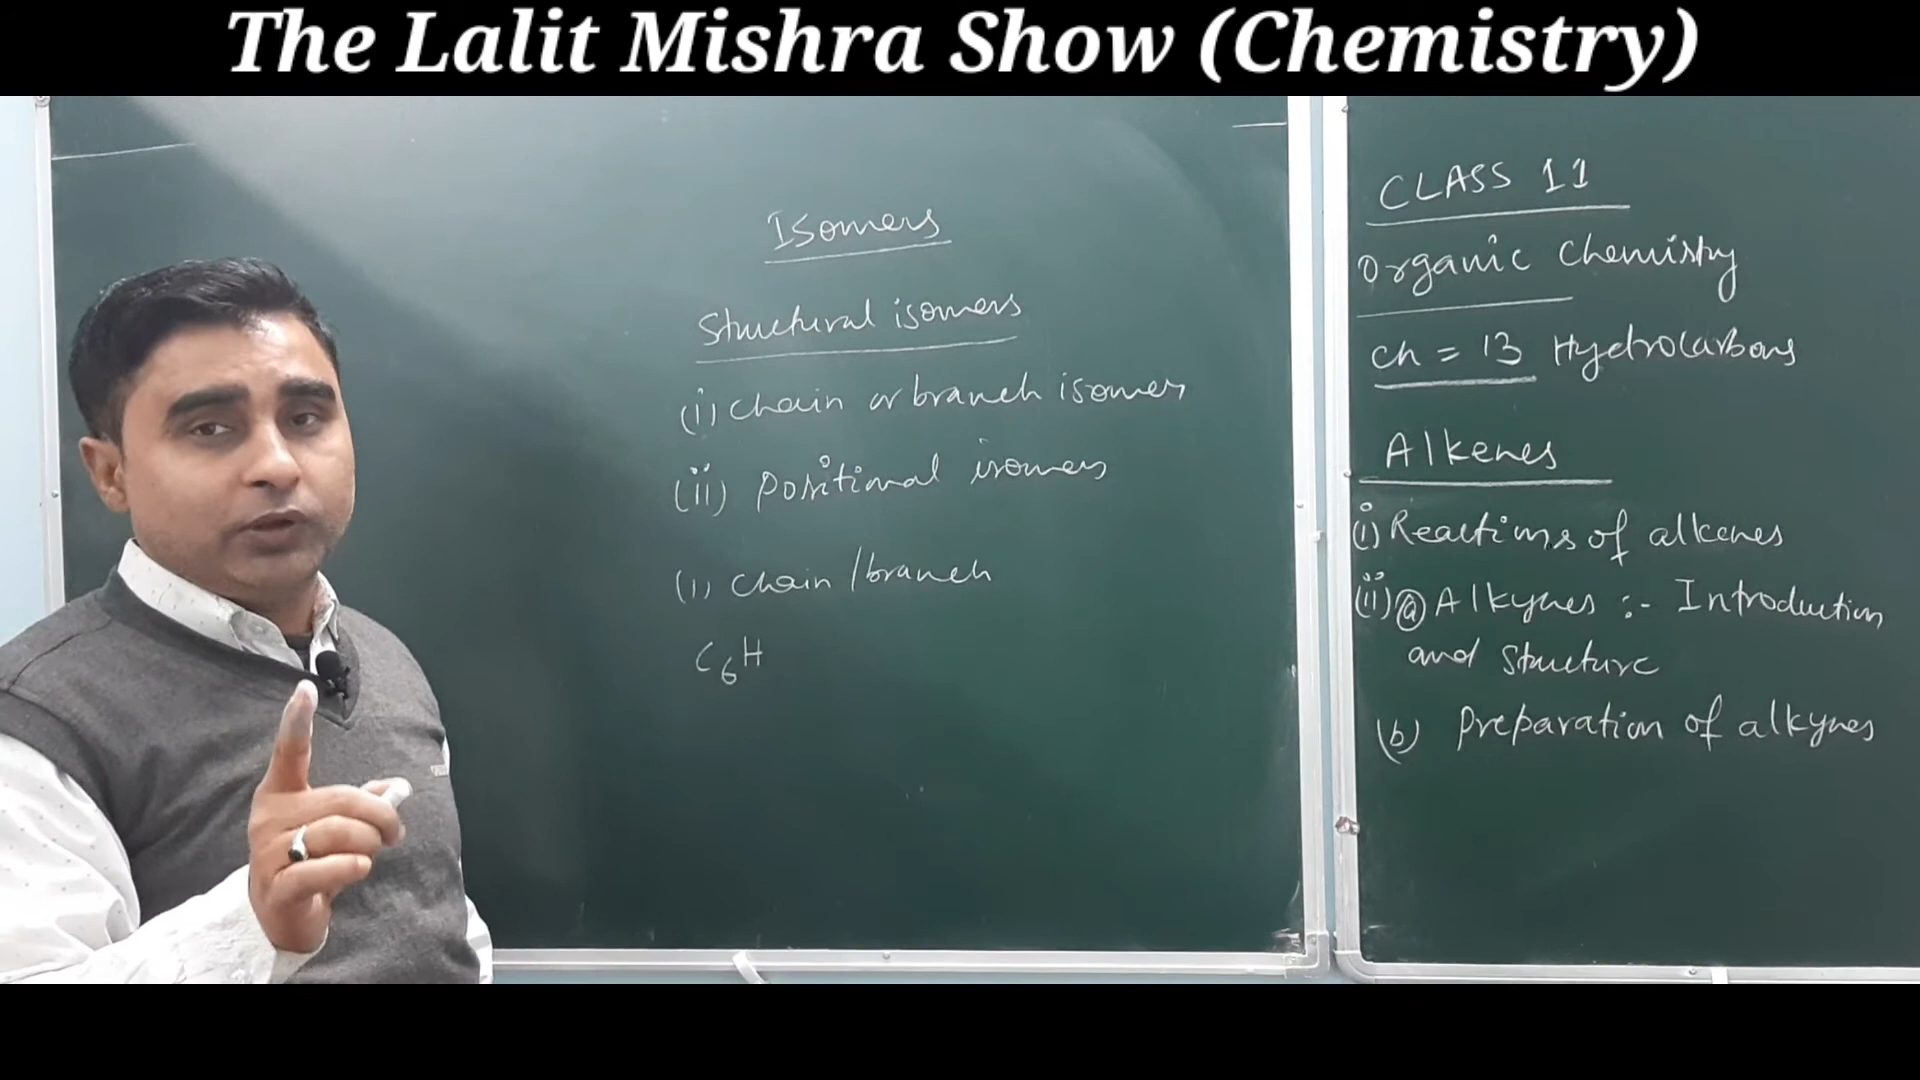 The Lalit Mishra Show (Chemistry)
Isomers
Structural isomers
(i) chain or branch isomers
(ii) Positional isomers
(1) Chain/branch
C6H
CLASS 11
Organic Chemistry
Ch = 13 Hydrocarbons
Alkenes
(i) Reactions of alkenes
(ii) (a) Alkynes :- Introduction
and Structure
(b) Preparation of alkynes